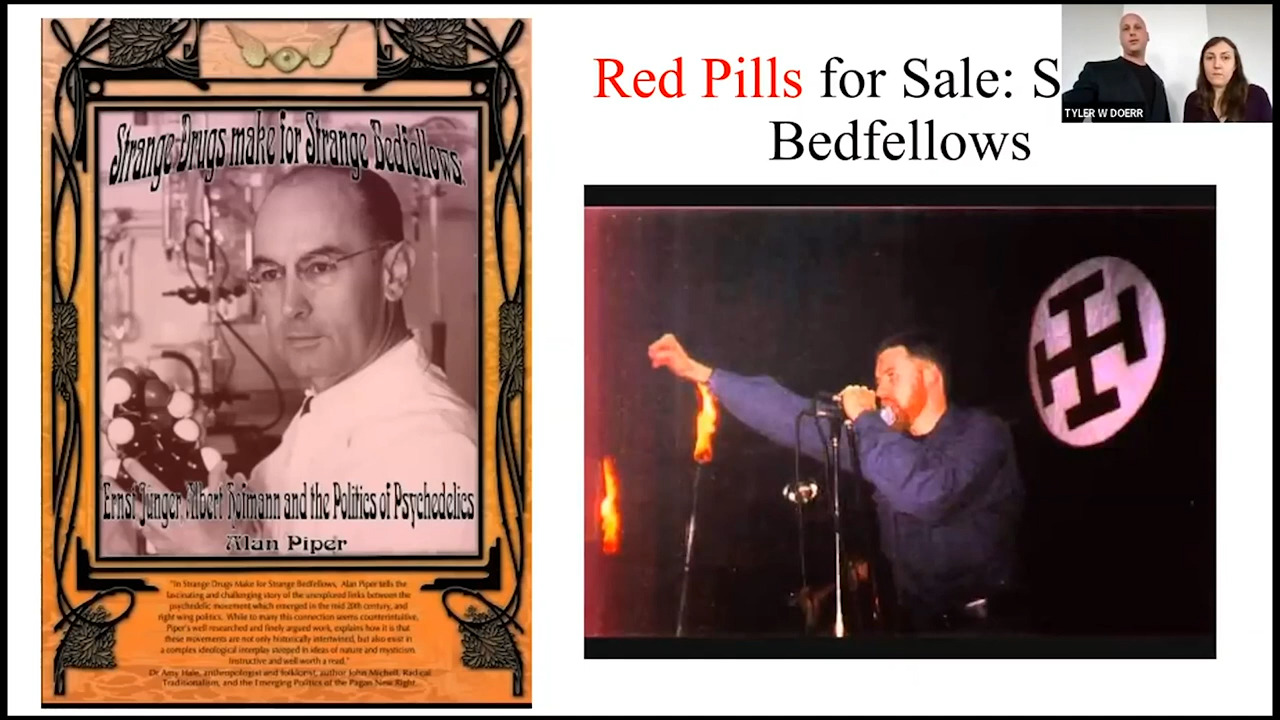 Strange Drugs make for Strange Bedfellows.
Ernst Jünger, Albert Hofmann and the Politics of Psychedelics
Alan Piper
"In Strange Drugs Make for Strange Bedfellows, Alan Piper tells the
fascinating and challenging story of the unexplored links between the
psychedelic movement which emerged in the mid 20th century, and
right wing politics. While to many this connection seems counterintuitive,
Piper's well researched and finely argued work, explains how it is that
these movements are not only historically intertwined, but also exist in
a complex ideological interplay steeped in ideas of nature and mysticism.
Instructive and well worth a read."
Dr Amy Hale, anthropologist and folklorist, author John Michell, Radical
Traditionalism, and the Emerging Politics of the Pagan New Right.
Red Pills for Sale: S
Bedfellows
TYLER W DOERR